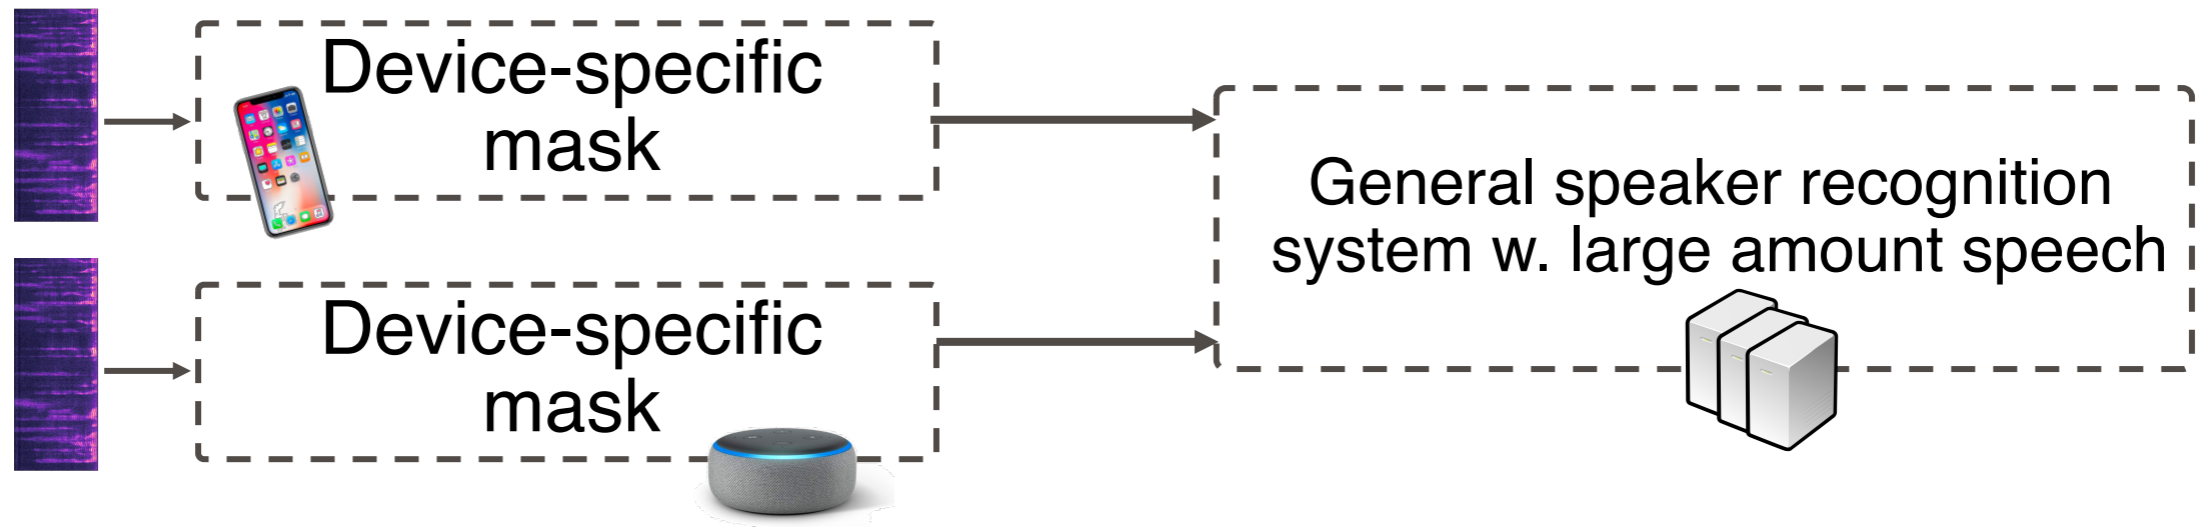 Device-specific
mask
General speaker recognition
system w. large amount speech
Device-specific
mask